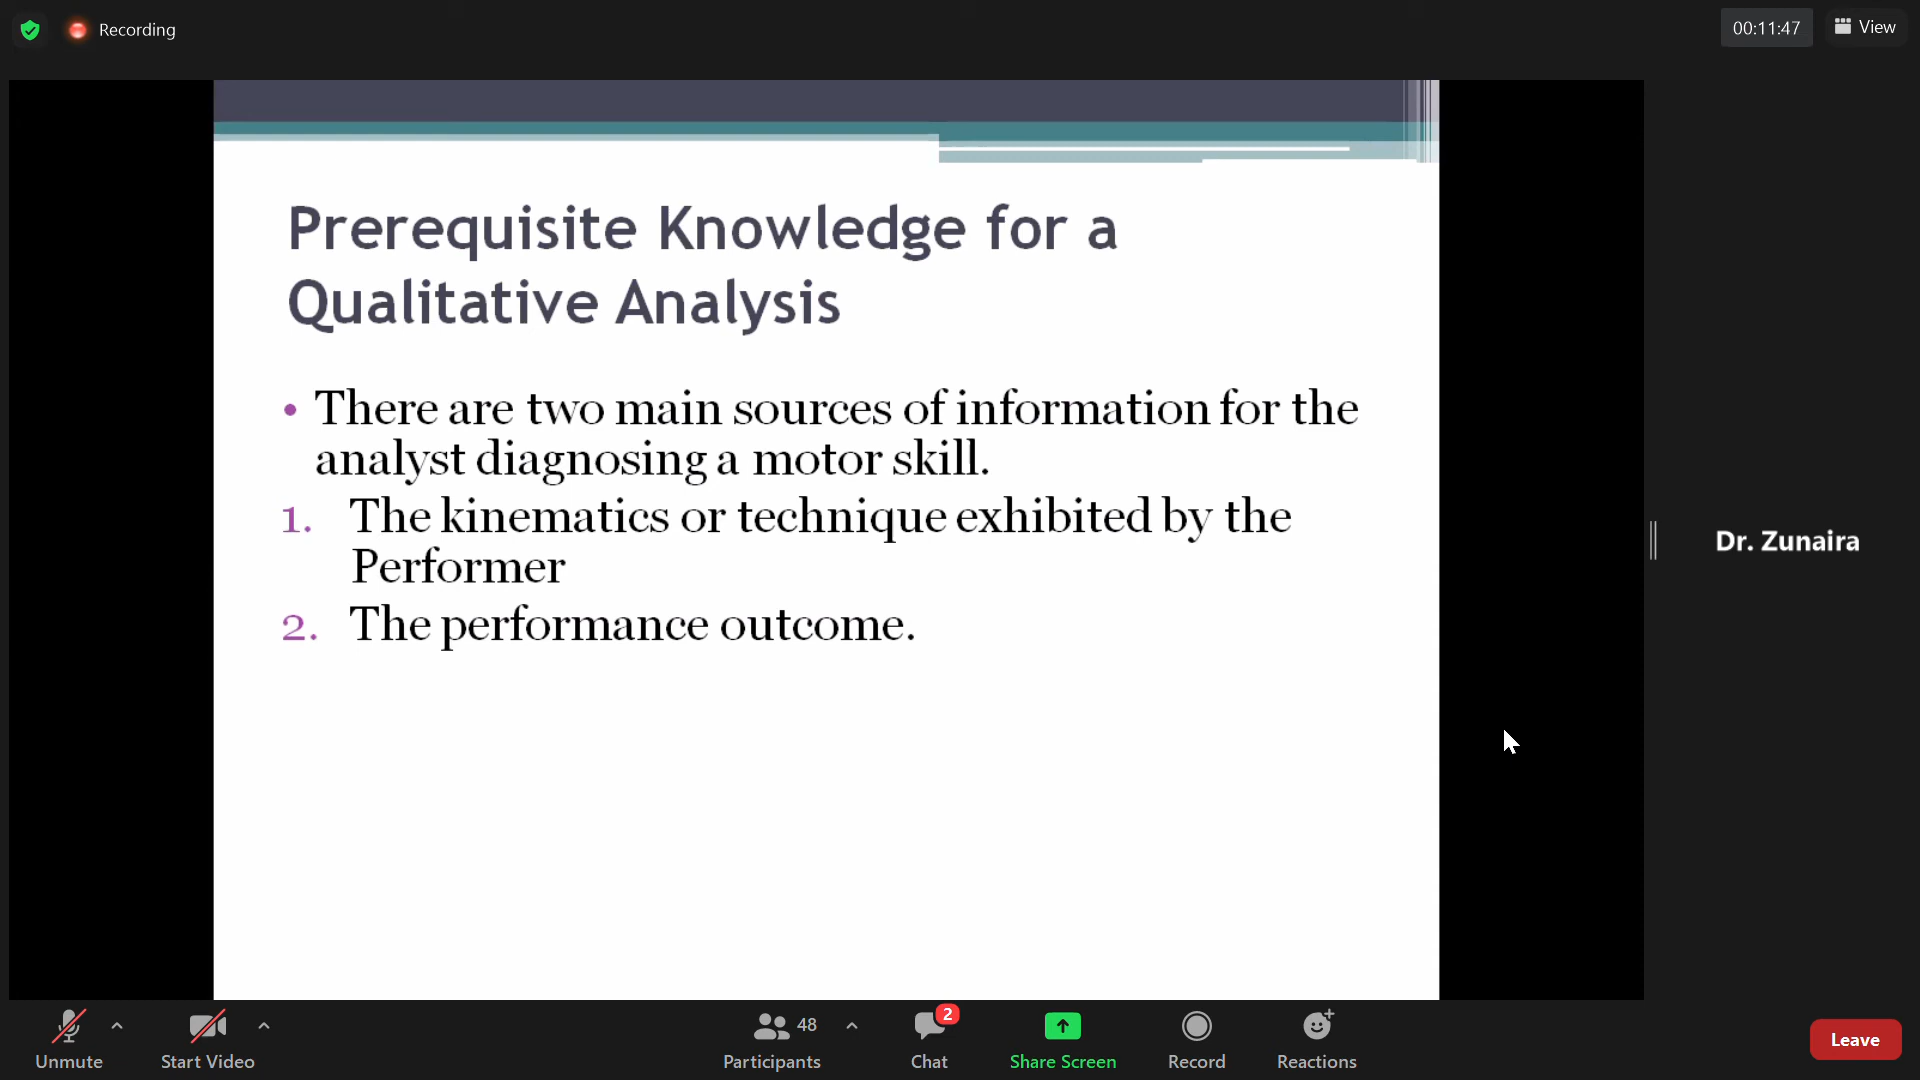 Recording
00:11:47
View
Prerequisite Knowledge for a
Qualitative Analysis
• There are two main sources of information for the
analyst diagnosing a motor skill.
1. The kinematics or technique exhibited by the
Performer
2. The performance outcome.
Dr. Zunaira
Unmute
Start Video
48
Participants
2
Chat
Share Screen
Record
Reactions
Leave